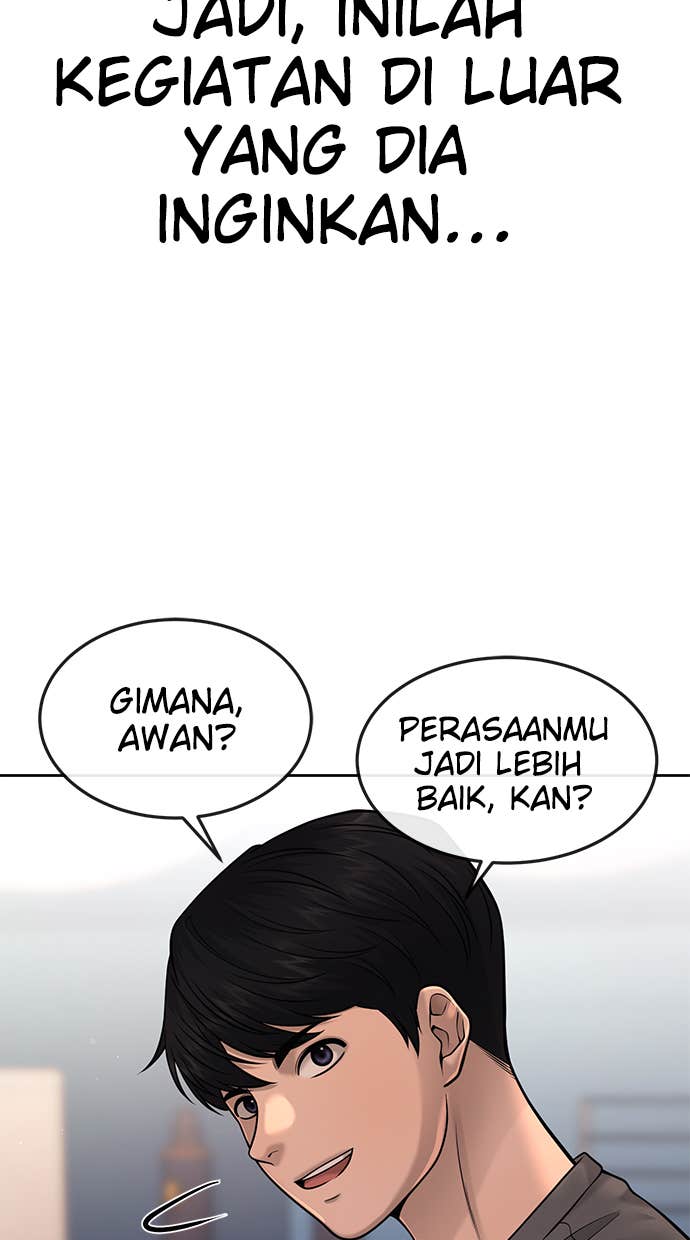 JADI, INILAH
KEGIATAN DI LUAR
YANG DIA
INGINKAN...
GIMANA,
AWAN?
PERASAANMU
JADI LEBIH
BAIK, KAN?